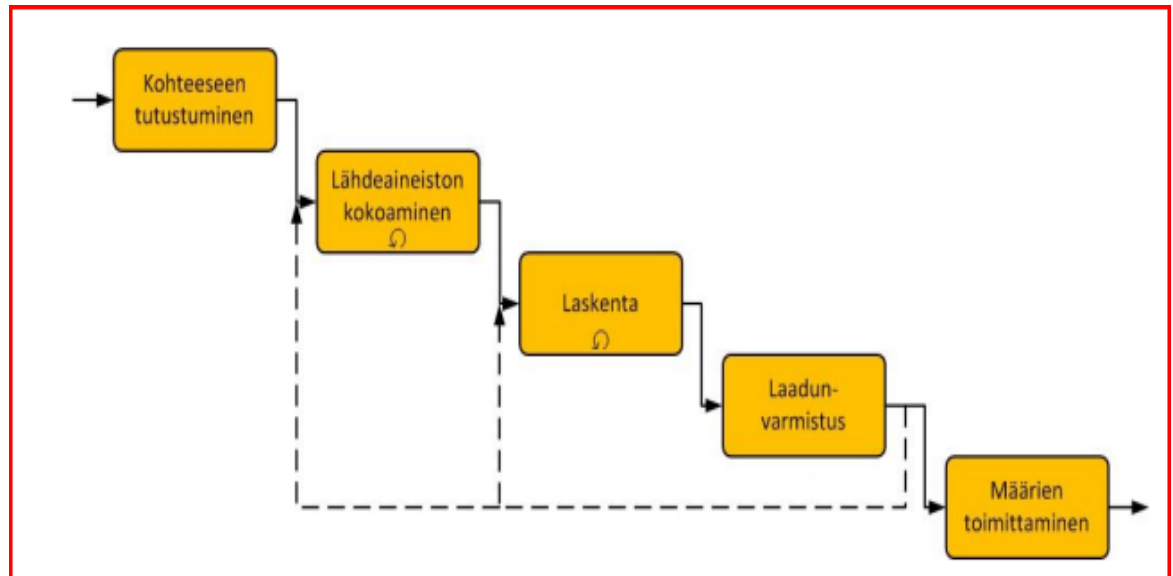 Kohteeseen
tutustuminen
Lähdeaineiston
kokoaminen
Laskenta
Laadun-
varmistus
Määrien
toimittaminen